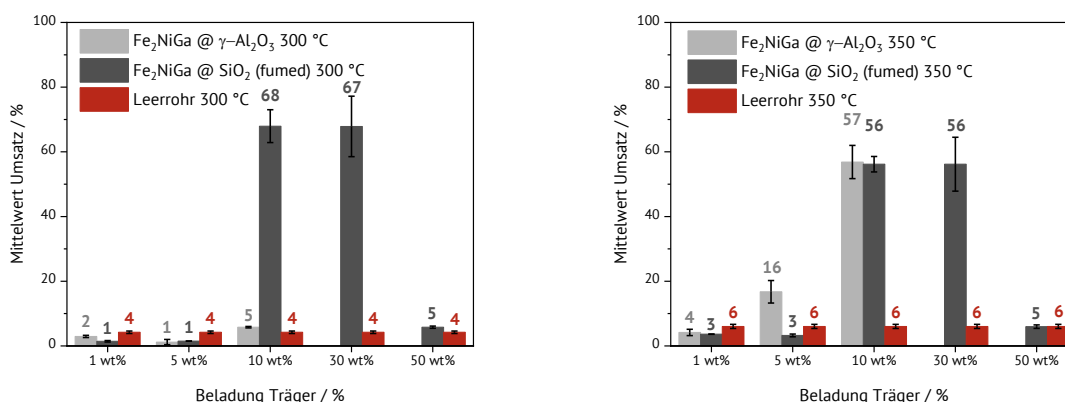 100
80
60
40
20
0
Mittelwert Umsatz / %
Fe₂NiGa @ γ–Al₂O₃ 300 °C
Fe₂NiGa @ SiO₂ (fumed) 300 °C
Leerrohr 300 °C
2
1
4
1
1
4
5
68
4
67
4
5
4
1 wt%
5 wt%
10 wt%
30 wt%
50 wt%
Beladung Träger / %
100
80
60
40
20
0
Mittelwert Umsatz / %
Fe₂NiGa @ γ–Al₂O₃ 350 °C
Fe₂NiGa @ SiO₂ (fumed) 350 °C
Leerrohr 350 °C
4
3
6
16
3
6
57
56
6
56
6
5
6
1 wt%
5 wt%
10 wt%
30 wt%
50 wt%
Beladung Träger / %